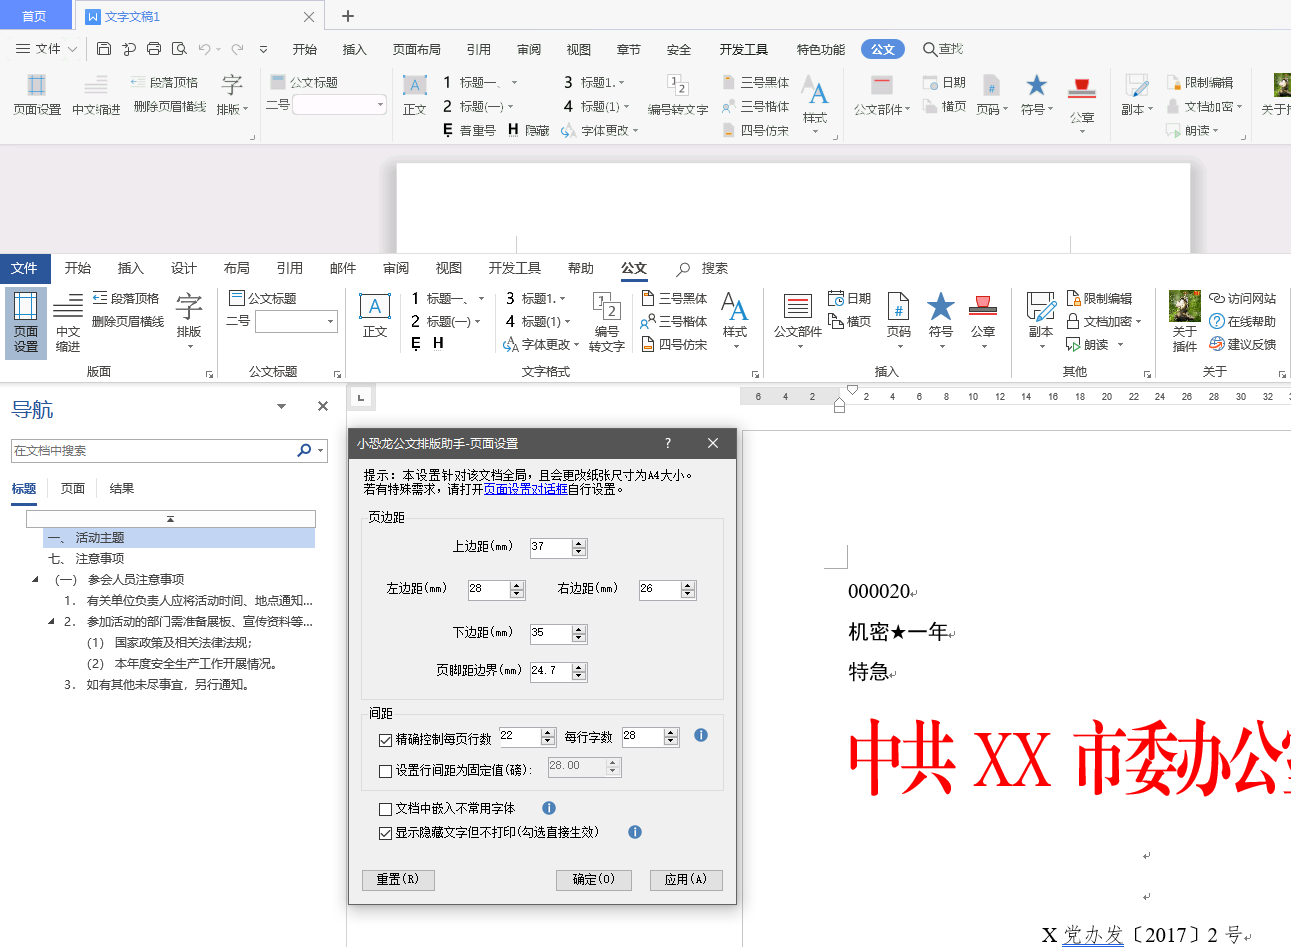 首页 文字文稿1
文件 开始 插入 页面布局 引用 审阅 视图 章节 安全 开发工具 特色功能 公文 查找
页面设置 中文缩进 段落顶格 删除页眉横线 字 排版 公文标题 二号
A 正文 1 标题一、 2 标题(一) E 着重号 H 隐藏 3 标题1. 4 标题(1) 字体更改
1 2 编号转文字 三号黑体 三号楷体 四号仿宋 A A 样式
公文部件 日期 横页 # 页码 符号 公章 副本 限制编辑 文档加密 朗读
文件 开始 插入 设计 布局 引用 邮件 审阅 视图 开发工具 帮助 公文 搜索
页面设置 中文缩进 段落顶格 删除页眉横线 字 排版 版面
公文标题 二号 公文标题
A 正文 1 标题一、 2 标题(一) E H 3 标题1. 4 标题(1) 字体更改
1 2 编号转文字 三号黑体 三号楷体 四号仿宋 A A 样式 文字格式
公文部件 日期 横页 # 页码 符号 公章 插入
副本 限制编辑 文档加密 朗读 其他
关于插件 访问网站 在线帮助 建议反馈 关于
导航
在文档中搜索
标题 页面 结果
一、 活动主题
七、 注意事项
(一) 参会人员注意事项
1. 有关单位负责人应将活动时间、地点通知...
2. 参加活动的部门需准备展板、宣传资料等...
(1) 国家政策及相关法律法规；
(2) 本年度安全生产工作开展情况。
3. 如有其他未尽事宜，另行通知。
L 6 4 2 2 4 6 8 10 12 14 16 18 20 22 24 26 28 30 32
小恐龙公文排版助手-页面设置 ?
提示：本设置针对该文档全局，且会更改纸张尺寸为A4大小。
若有特殊需求，请打开页面设置对话框自行设置。
页边距
上边距(mm) 37
左边距(mm) 28 右边距(mm) 26
下边距(mm) 35
页脚距边界(mm) 24.7
间距
精确控制每页行数 22 每行字数 28
设置行间距为固定值(磅)： 28.00
文档中嵌入不常用字体
显示隐藏文字但不打印(勾选直接生效)
重置(R) 确定(O) 应用(A)
000020
机密★一年
特急
中共 XX 市委办公
X 党办发〔2017〕2 号